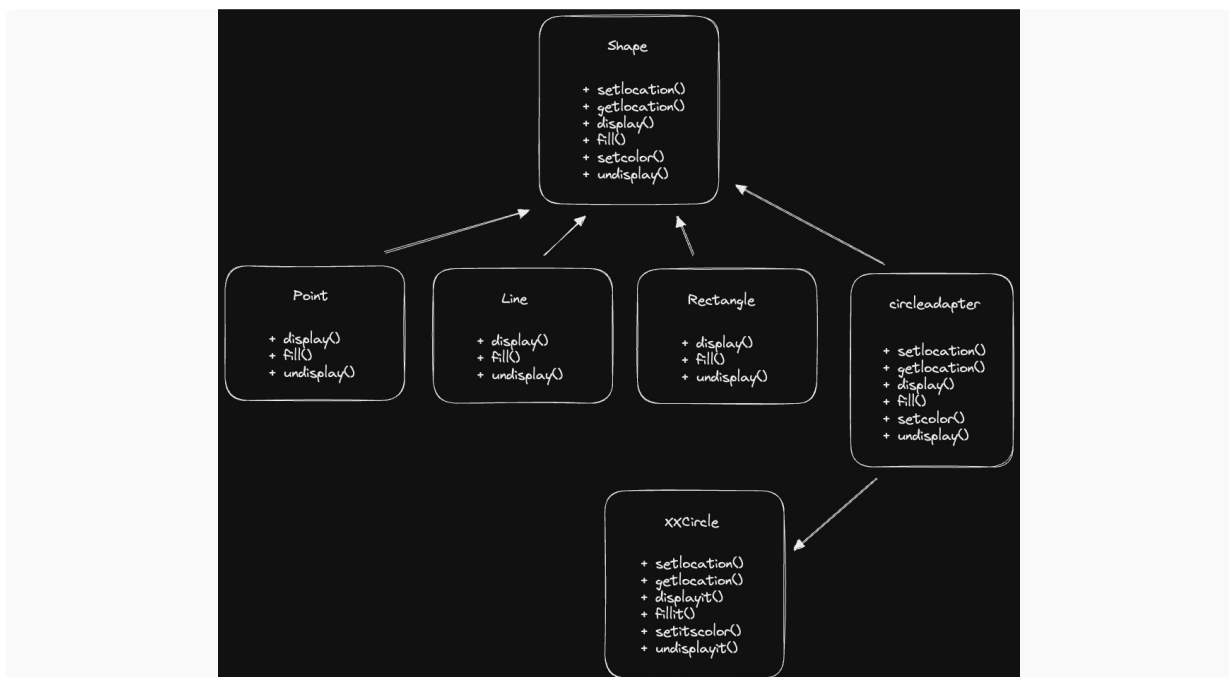 Shape
+ setlocation()
+ getlocation()
+ display()
+ fill()
+ setcolor()
+ undisplay()
Point
+ display()
+ fill()
+ undisplay()
Line
+ display()
+ fill()
+ undisplay()
Rectangle
+ display()
+ fill()
+ undisplay()
circleadapter
+ setlocation()
+ getlocation()
+ display()
+ fill()
+ setcolor()
+ undisplay()
XXCircle
+ setlocation()
+ getlocation()
+ displayit()
+ fillit()
+ setitscolor()
+ undisplayit()